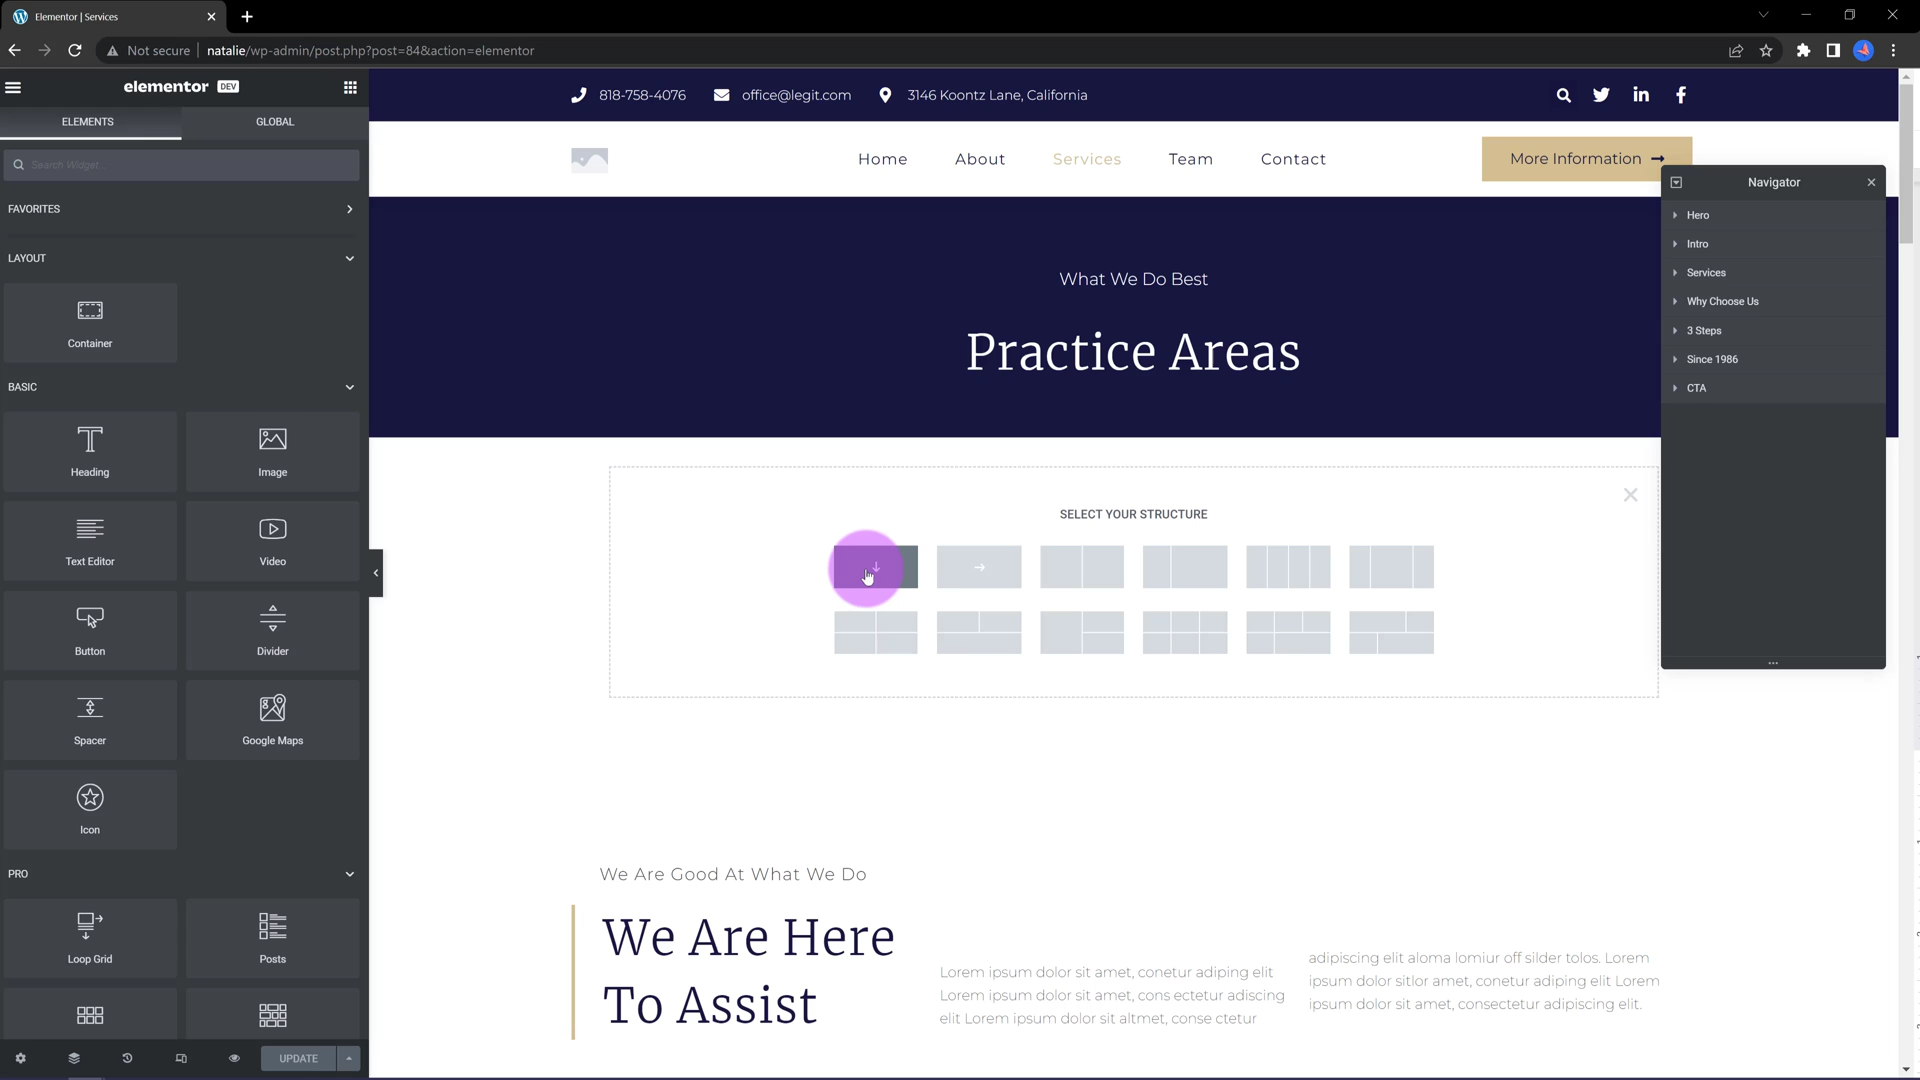 Elementor | Services
Not secure
natalie/wp-admin/post.php?post=84&action=elementor
elementor DEV
ELEMENTS
GLOBAL
Search Widget...
FAVORITES
LAYOUT
Container
BASIC
Heading
Image
Text Editor
Video
Button
Divider
Spacer
Google Maps
Icon
PRO
Loop Grid
Posts
UPDATE
818-758-4076
office@legit.com
3146 Koontz Lane, California
Home
About
Services
Team
Contact
More Information
What We Do Best
Practice Areas
SELECT YOUR STRUCTURE
We Are Good At What We Do
We Are Here
To Assist
Lorem ipsum dolor sit amet, conetur adiping elit
Lorem ipsum dolor sit amet, cons ectetur adiscing
elit Lorem ipsum dolor sit altmet, conse ctetur
adipiscing elit aloma lomiur off silder tolos. Lorem
ipsum dolor sitlor amet, conetur adiping elit Lorem
ipsum dolor sit amet, consectetur adipiscing elit.
Navigator
Hero
Intro
Services
Why Choose Us
3 Steps
Since 1986
CTA